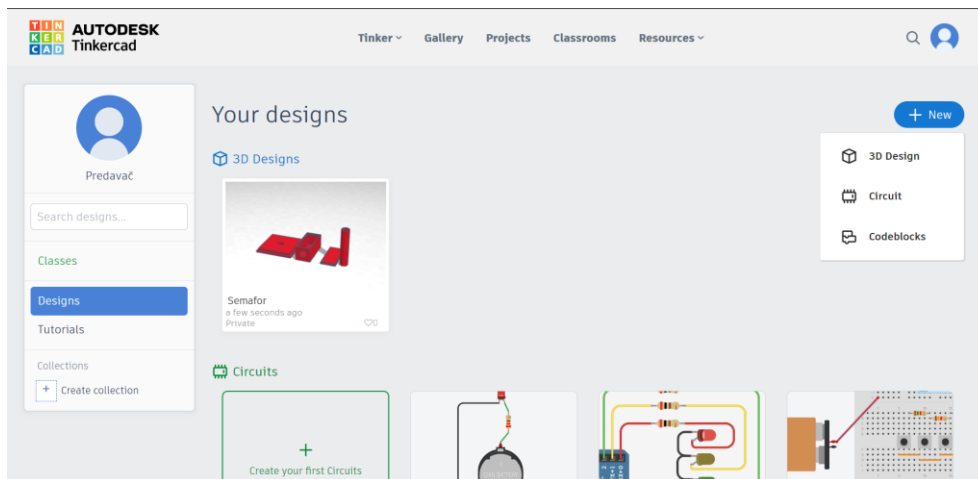 TIN
KER
CAD
AUTODESK
Tinkercad
Tinker
Gallery
Projects
Classrooms
Resources
Predavač
Search designs...
Classes
Designs
Tutorials
Collections
+ Create collection
Your designs
+ New
3D Design
Circuit
Codeblocks
3D Designs
Semafor
a few seconds ago
Private
0
Circuits
+
Create your first Circuits